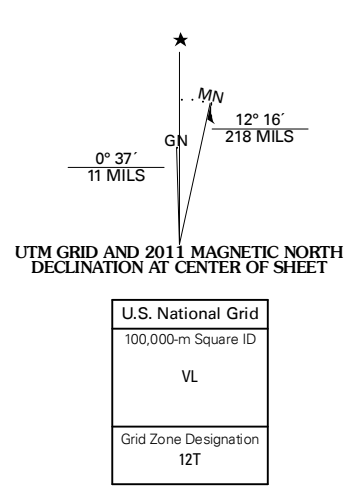 ★
MN
GN
12° 16´
218 MILS
0° 37´
11 MILS
UTM GRID AND 2011 MAGNETIC NORTH
DECLINATION AT CENTER OF SHEET
U.S. National Grid
100,000-m Square ID
VL
Grid Zone Designation
12T